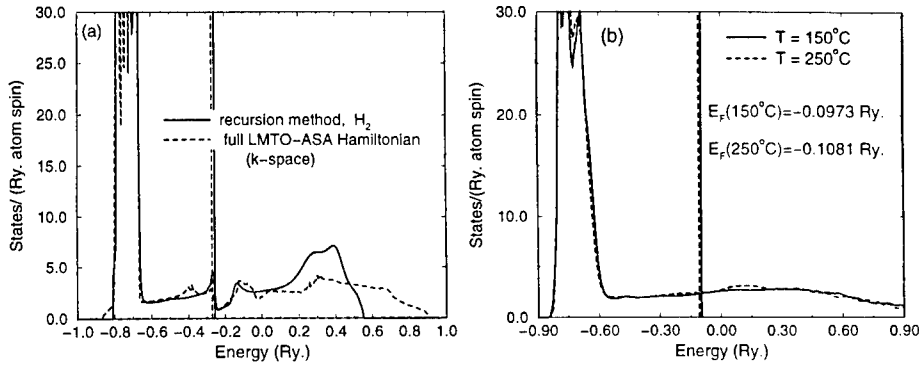 (a)
States/ (Ry. atom spin)
30.0
25.0
20.0
15.0
10.0
5.0
0.0
recursion method, H2
full LMTO-ASA Hamiltonian
(k-space)
-1.0 -0.8 -0.6 -0.4 -0.2 0.0 0.2 0.4 0.6 0.8 1.0
Energy (Ry.)
(b)
States/(Ry. atom spin)
30.0
20.0
10.0
0.0
T = 150°C
T = 250°C
E_F(150°C)=-0.0973 Ry.
E_F(250°C)=-0.1081 Ry.
-0.90 -0.60 -0.30 0.00 0.30 0.60 0.90
Energy (Ry.)